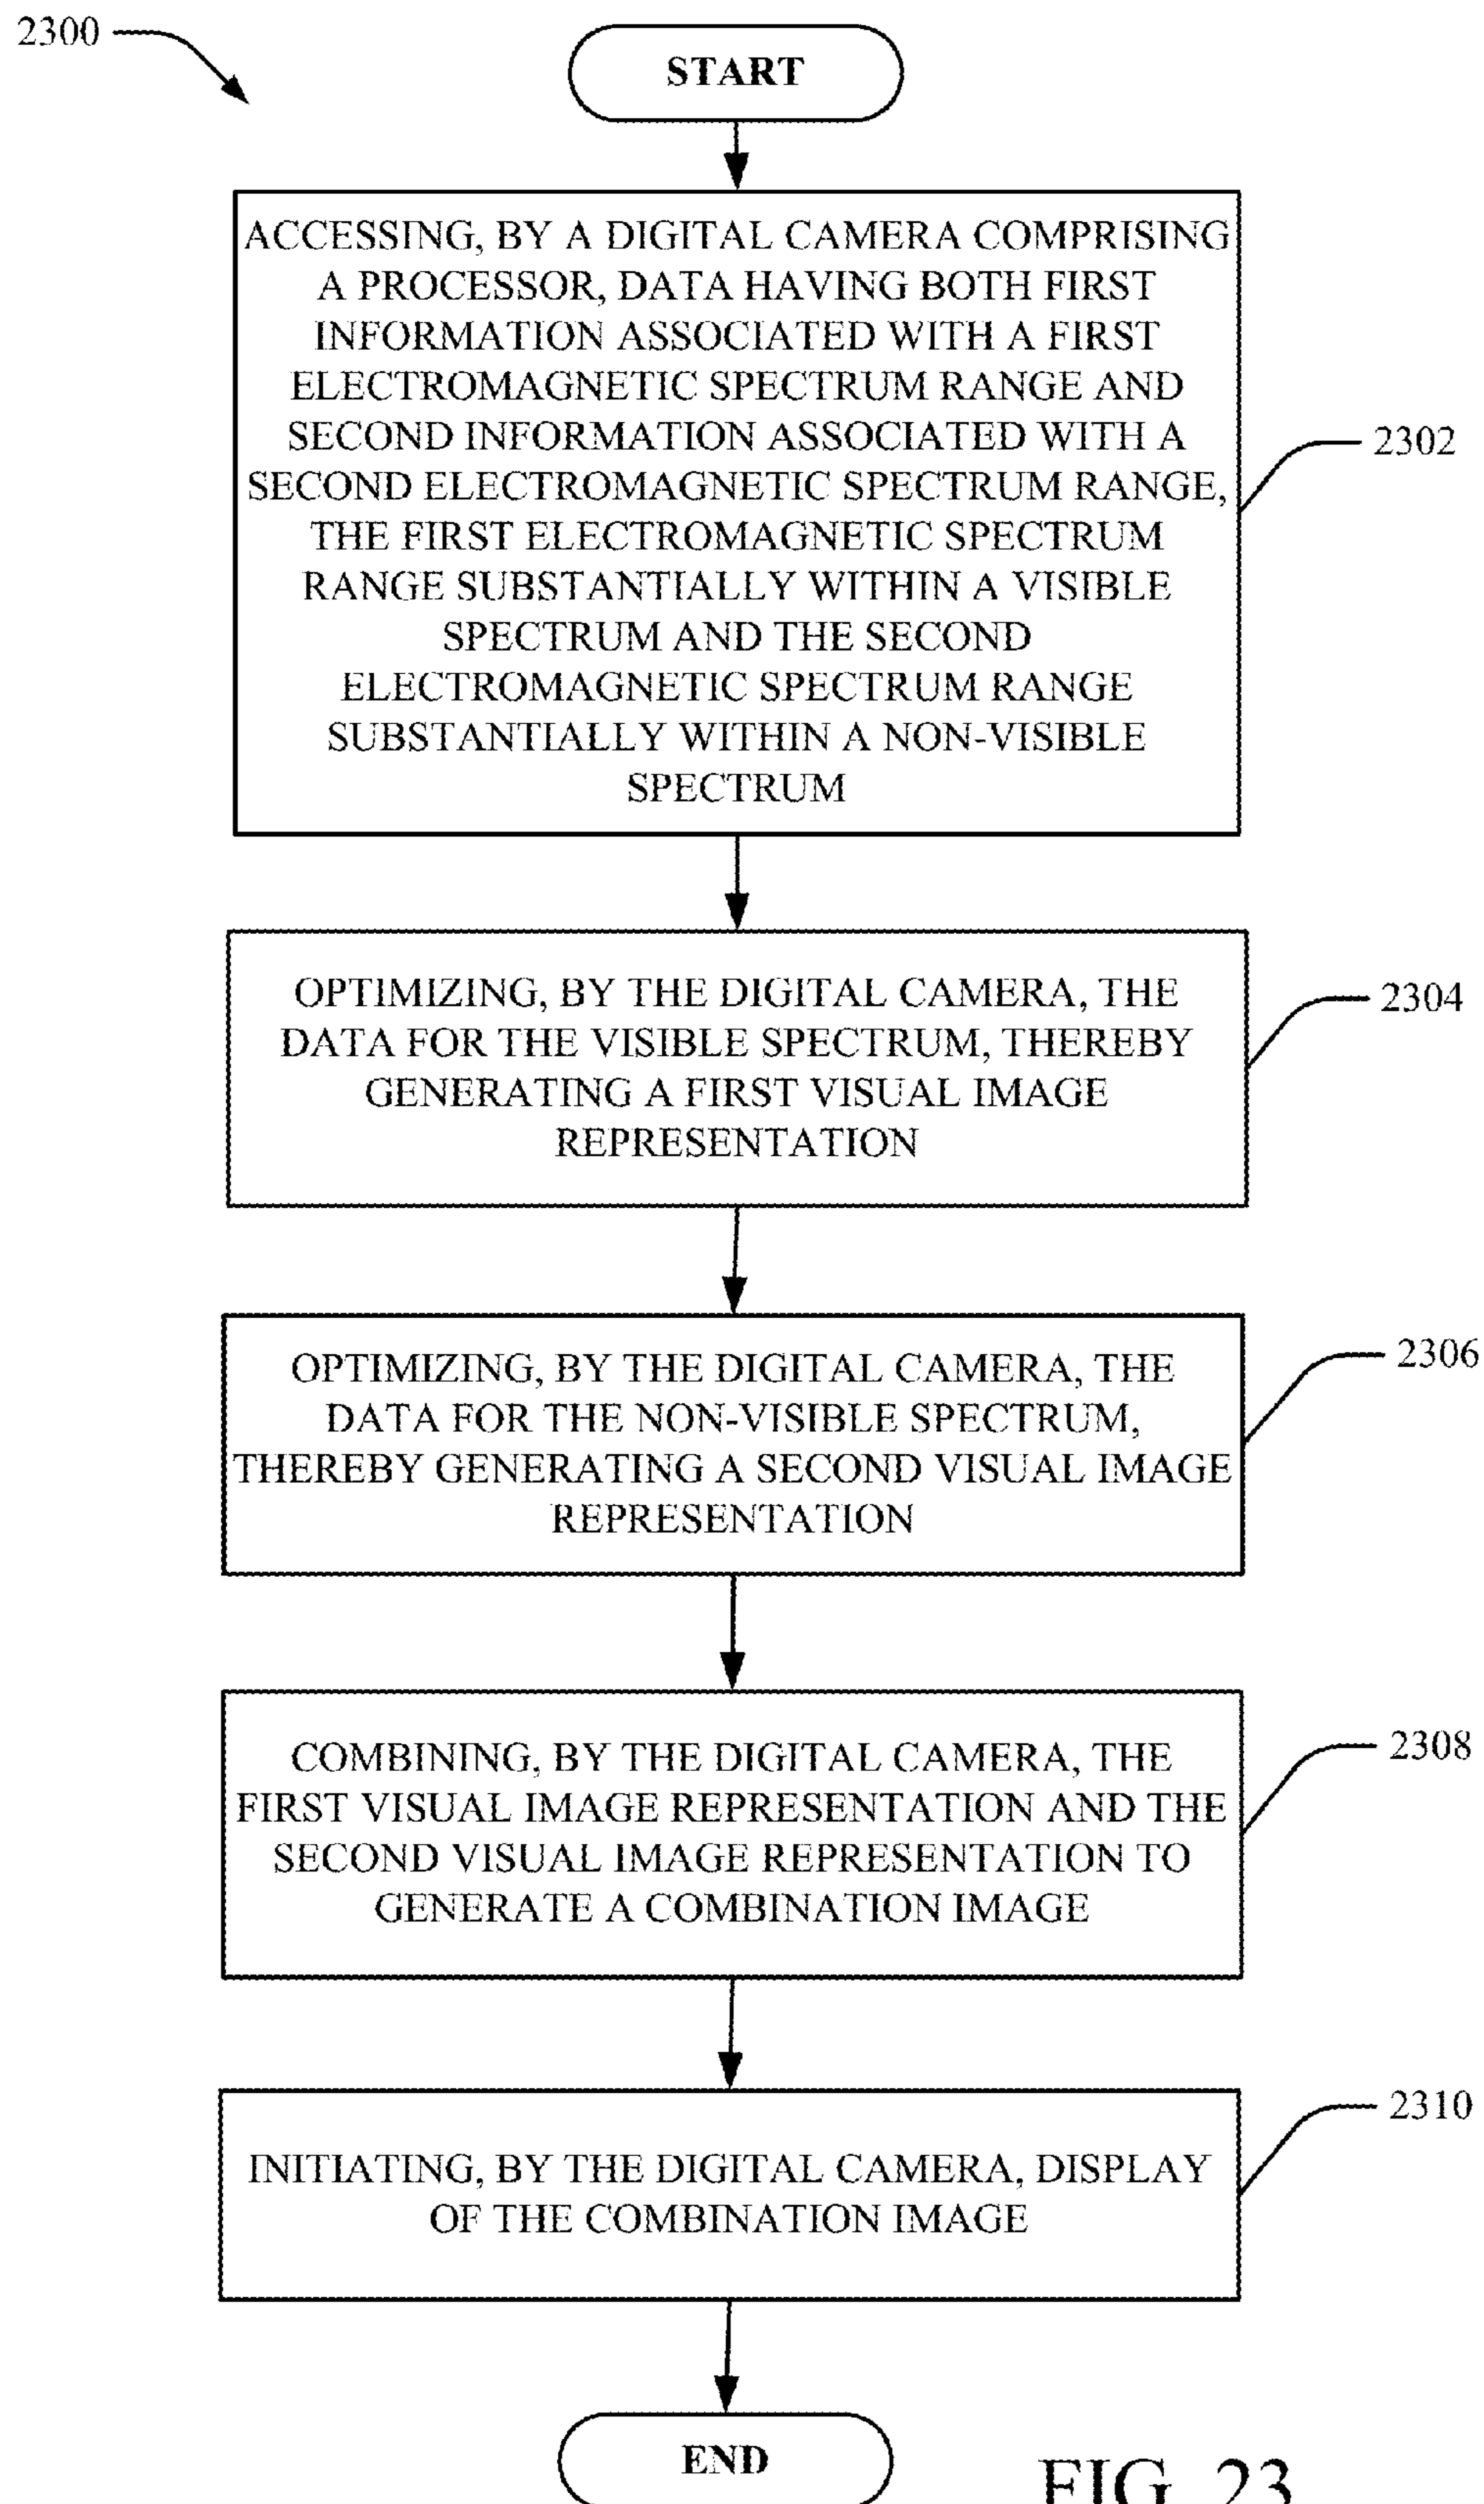 2300
START
ACCESSING, BY A DIGITAL CAMERA COMPRISING
A PROCESSOR, DATA HAVING BOTH FIRST
INFORMATION ASSOCIATED WITH A FIRST
ELECTROMAGNETIC SPECTRUM RANGE AND
SECOND INFORMATION ASSOCIATED WITH A
SECOND ELECTROMAGNETIC SPECTRUM RANGE,
THE FIRST ELECTROMAGNETIC SPECTRUM
RANGE SUBSTANTIALLY WITHIN A VISIBLE
SPECTRUM AND THE SECOND
ELECTROMAGNETIC SPECTRUM RANGE
SUBSTANTIALLY WITHIN A NON-VISIBLE
SPECTRUM
2302
OPTIMIZING, BY THE DIGITAL CAMERA, THE
DATA FOR THE VISIBLE SPECTRUM, THEREBY
GENERATING A FIRST VISUAL IMAGE
REPRESENTATION
2304
OPTIMIZING, BY THE DIGITAL CAMERA, THE
DATA FOR THE NON-VISIBLE SPECTRUM,
THEREBY GENERATING A SECOND VISUAL IMAGE
REPRESENTATION
2306
COMBINING, BY THE DIGITAL CAMERA, THE
FIRST VISUAL IMAGE REPRESENTATION AND THE
SECOND VISUAL IMAGE REPRESENTATION TO
GENERATE A COMBINATION IMAGE
2308
INITIATING, BY THE DIGITAL CAMERA, DISPLAY
OF THE COMBINATION IMAGE
2310
END
FIG. 23